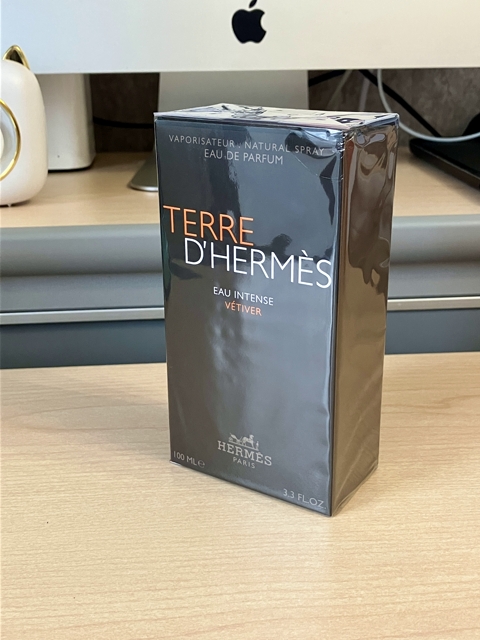 VAPORISATEUR . NATURAL SPRAY
EAU DE PARFUM
TERRE
D'HERMÈS
EAU INTENSE
VÉTIVER
HERMÈS
PARIS
100 ML℮
3.3 FL.OZ